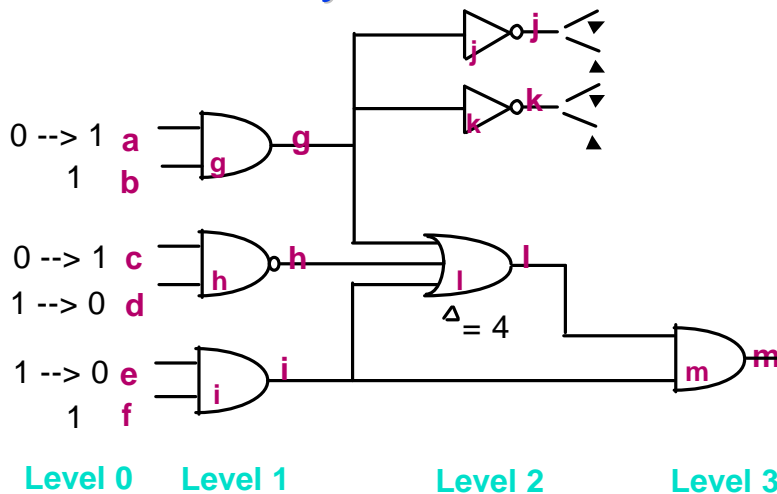 j
j
k
k
0 --> 1 a
g
g
1 b
0 --> 1 c
h
h
l
l
1 --> 0 d
Δ = 4
1 --> 0 e
i
i
m
m
1 f
Level 0 Level 1 Level 2 Level 3